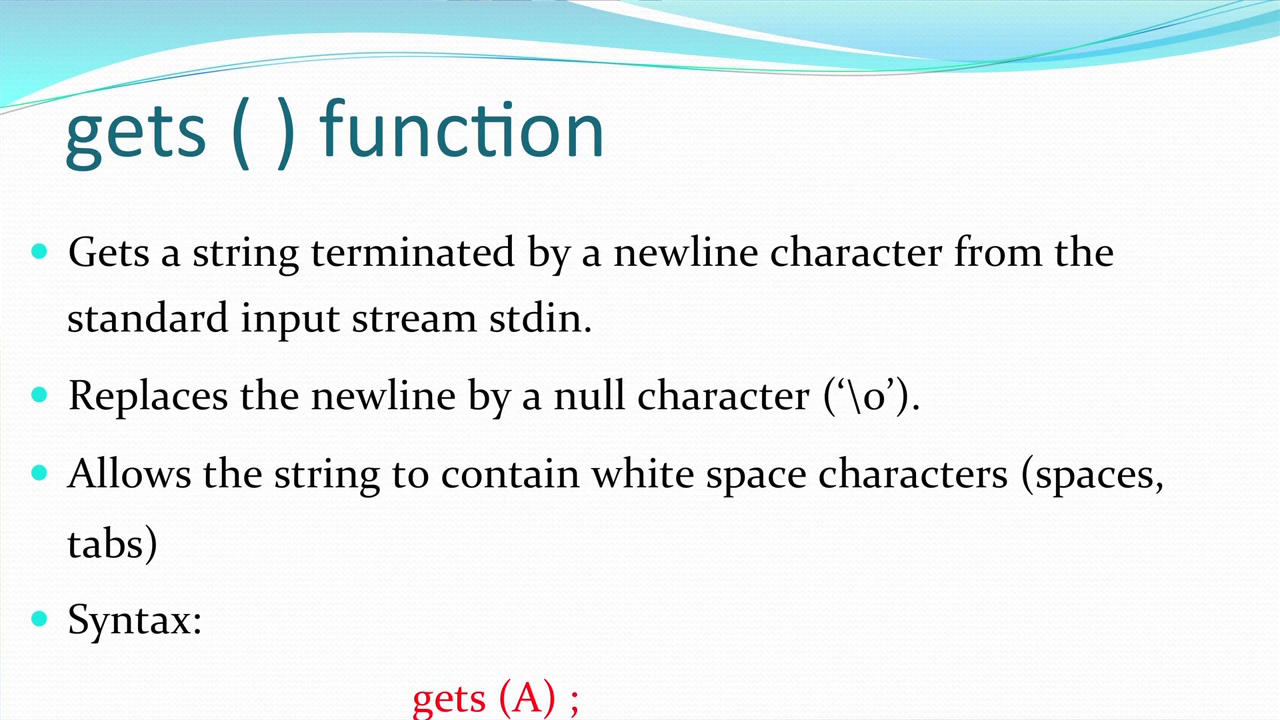 gets ( ) function
Gets a string terminated by a newline character from the
standard input stream stdin.
Replaces the newline by a null character (‘\0’).
Allows the string to contain white space characters (spaces,
tabs)
Syntax:
gets (A) ;